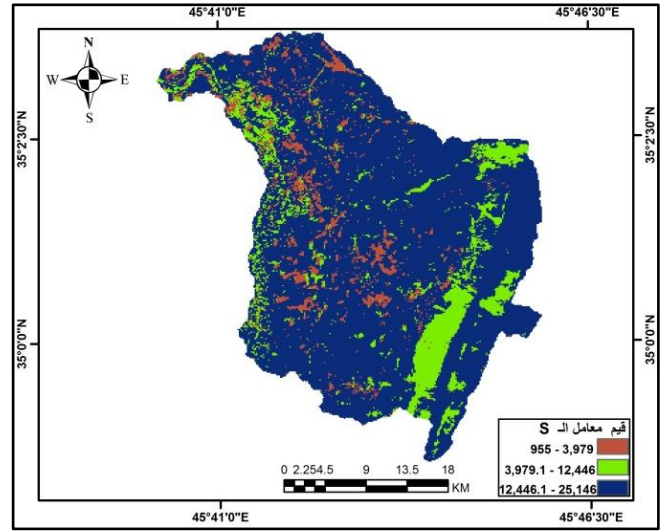 45°41'0"E 45°46'30"E
N
W E
S
35°2'30"N 35°2'30"N
35°0'0"N 35°0'0"N
قيم معامل الـ S
955 - 3,979
3,979.1 - 12,446
12,446.1 - 25,146
0 2.25 4.5 9 13.5 18
KM
45°41'0"E 45°46'30"E